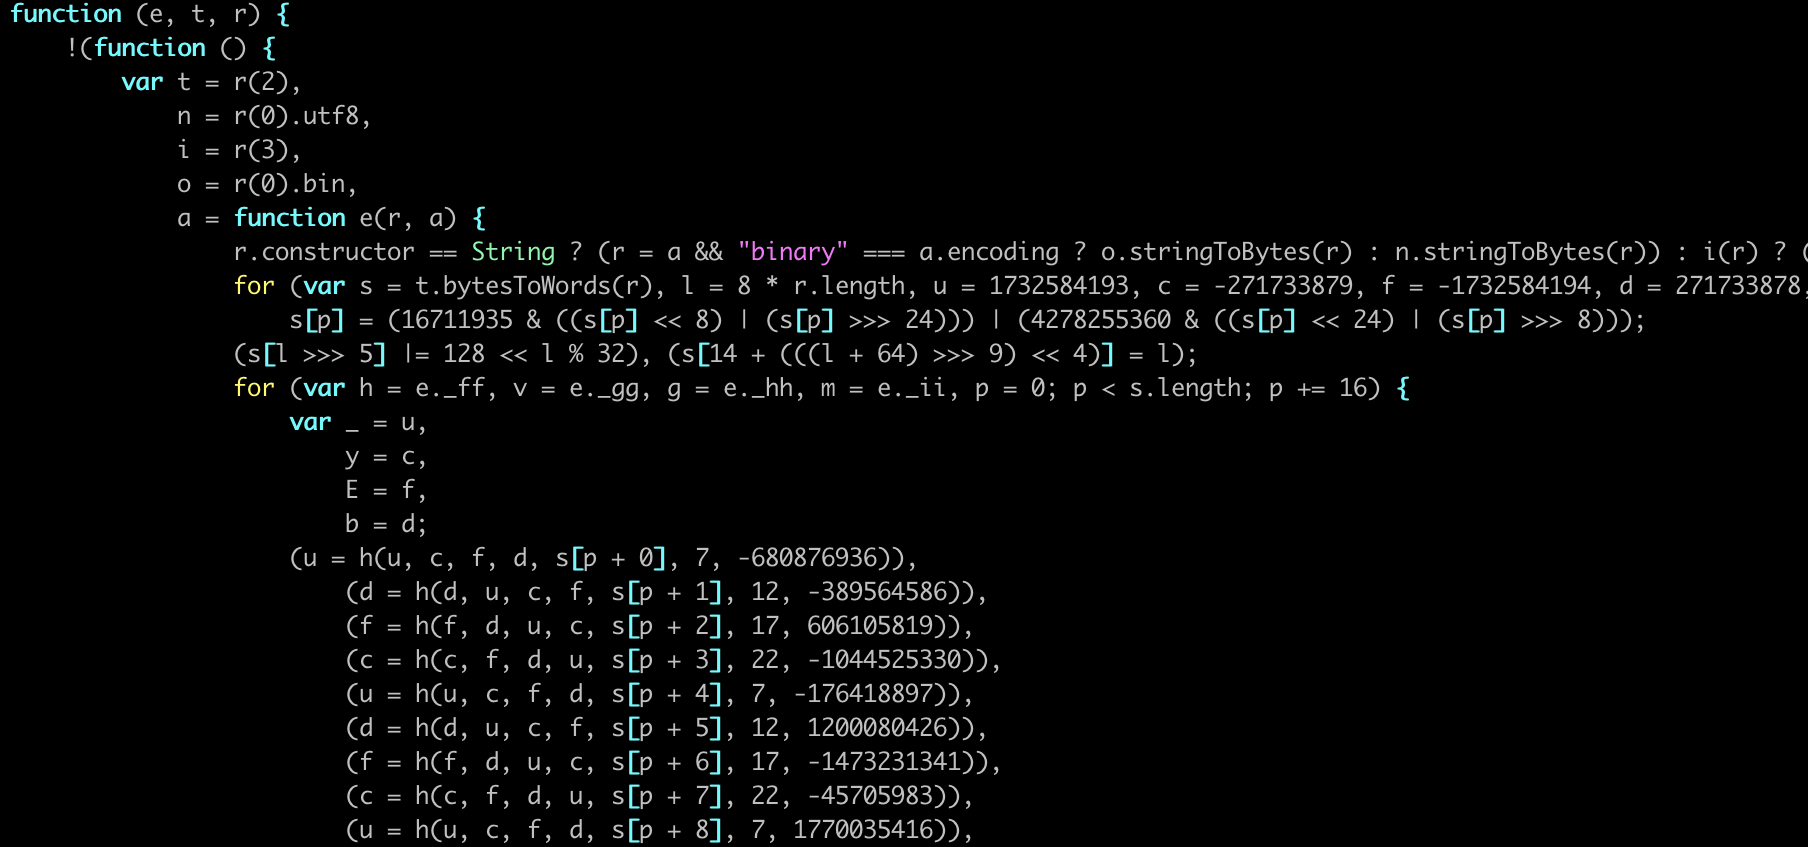 function (e, t, r) {
!(function () {
var t = r(2),
n = r(0).utf8,
i = r(3),
o = r(0).bin,
a = function e(r, a) {
r.constructor == String ? (r = a && "binary" === a.encoding ? o.stringToBytes(r) : n.stringToBytes(r)) : i(r) ? (
for (var s = t.bytesToWords(r), l = 8 * r.length, u = 1732584193, c = -271733879, f = -1732584194, d = 271733878,
s[p] = (16711935 & ((s[p] << 8) | (s[p] >>> 24))) | (4278255360 & ((s[p] << 24) | (s[p] >>> 8)));
(s[l >>> 5] |= 128 << l % 32), (s[14 + (((l + 64) >>> 9) << 4)] = l);
for (var h = e._ff, v = e._gg, g = e._hh, m = e._ii, p = 0; p < s.length; p += 16) {
var _ = u,
y = c,
E = f,
b = d;
(u = h(u, c, f, d, s[p + 0], 7, -680876936)),
(d = h(d, u, c, f, s[p + 1], 12, -389564586)),
(f = h(f, d, u, c, s[p + 2], 17, 606105819)),
(c = h(c, f, d, u, s[p + 3], 22, -1044525330)),
(u = h(u, c, f, d, s[p + 4], 7, -176418897)),
(d = h(d, u, c, f, s[p + 5], 12, 1200080426)),
(f = h(f, d, u, c, s[p + 6], 17, -1473231341)),
(c = h(c, f, d, u, s[p + 7], 22, -45705983)),
(u = h(u, c, f, d, s[p + 8], 7, 1770035416)),